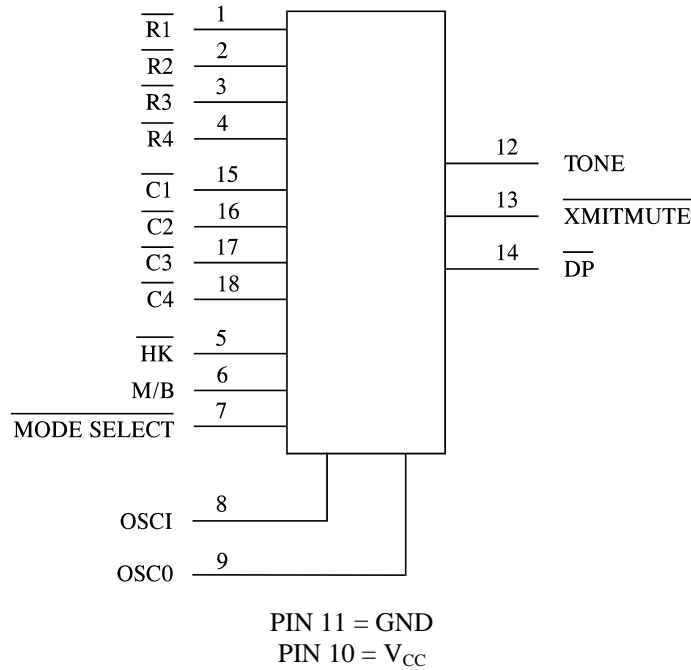 R1 1
R2 2
R3 3
R4 4
C1 15
C2 16
C3 17
C4 18
HK 5
M/B 6
MODE SELECT 7
OSCI 8
OSC0 9
12 TONE
13 XMITMUTE
14 DP
PIN 11 = GND
PIN 10 = VCC